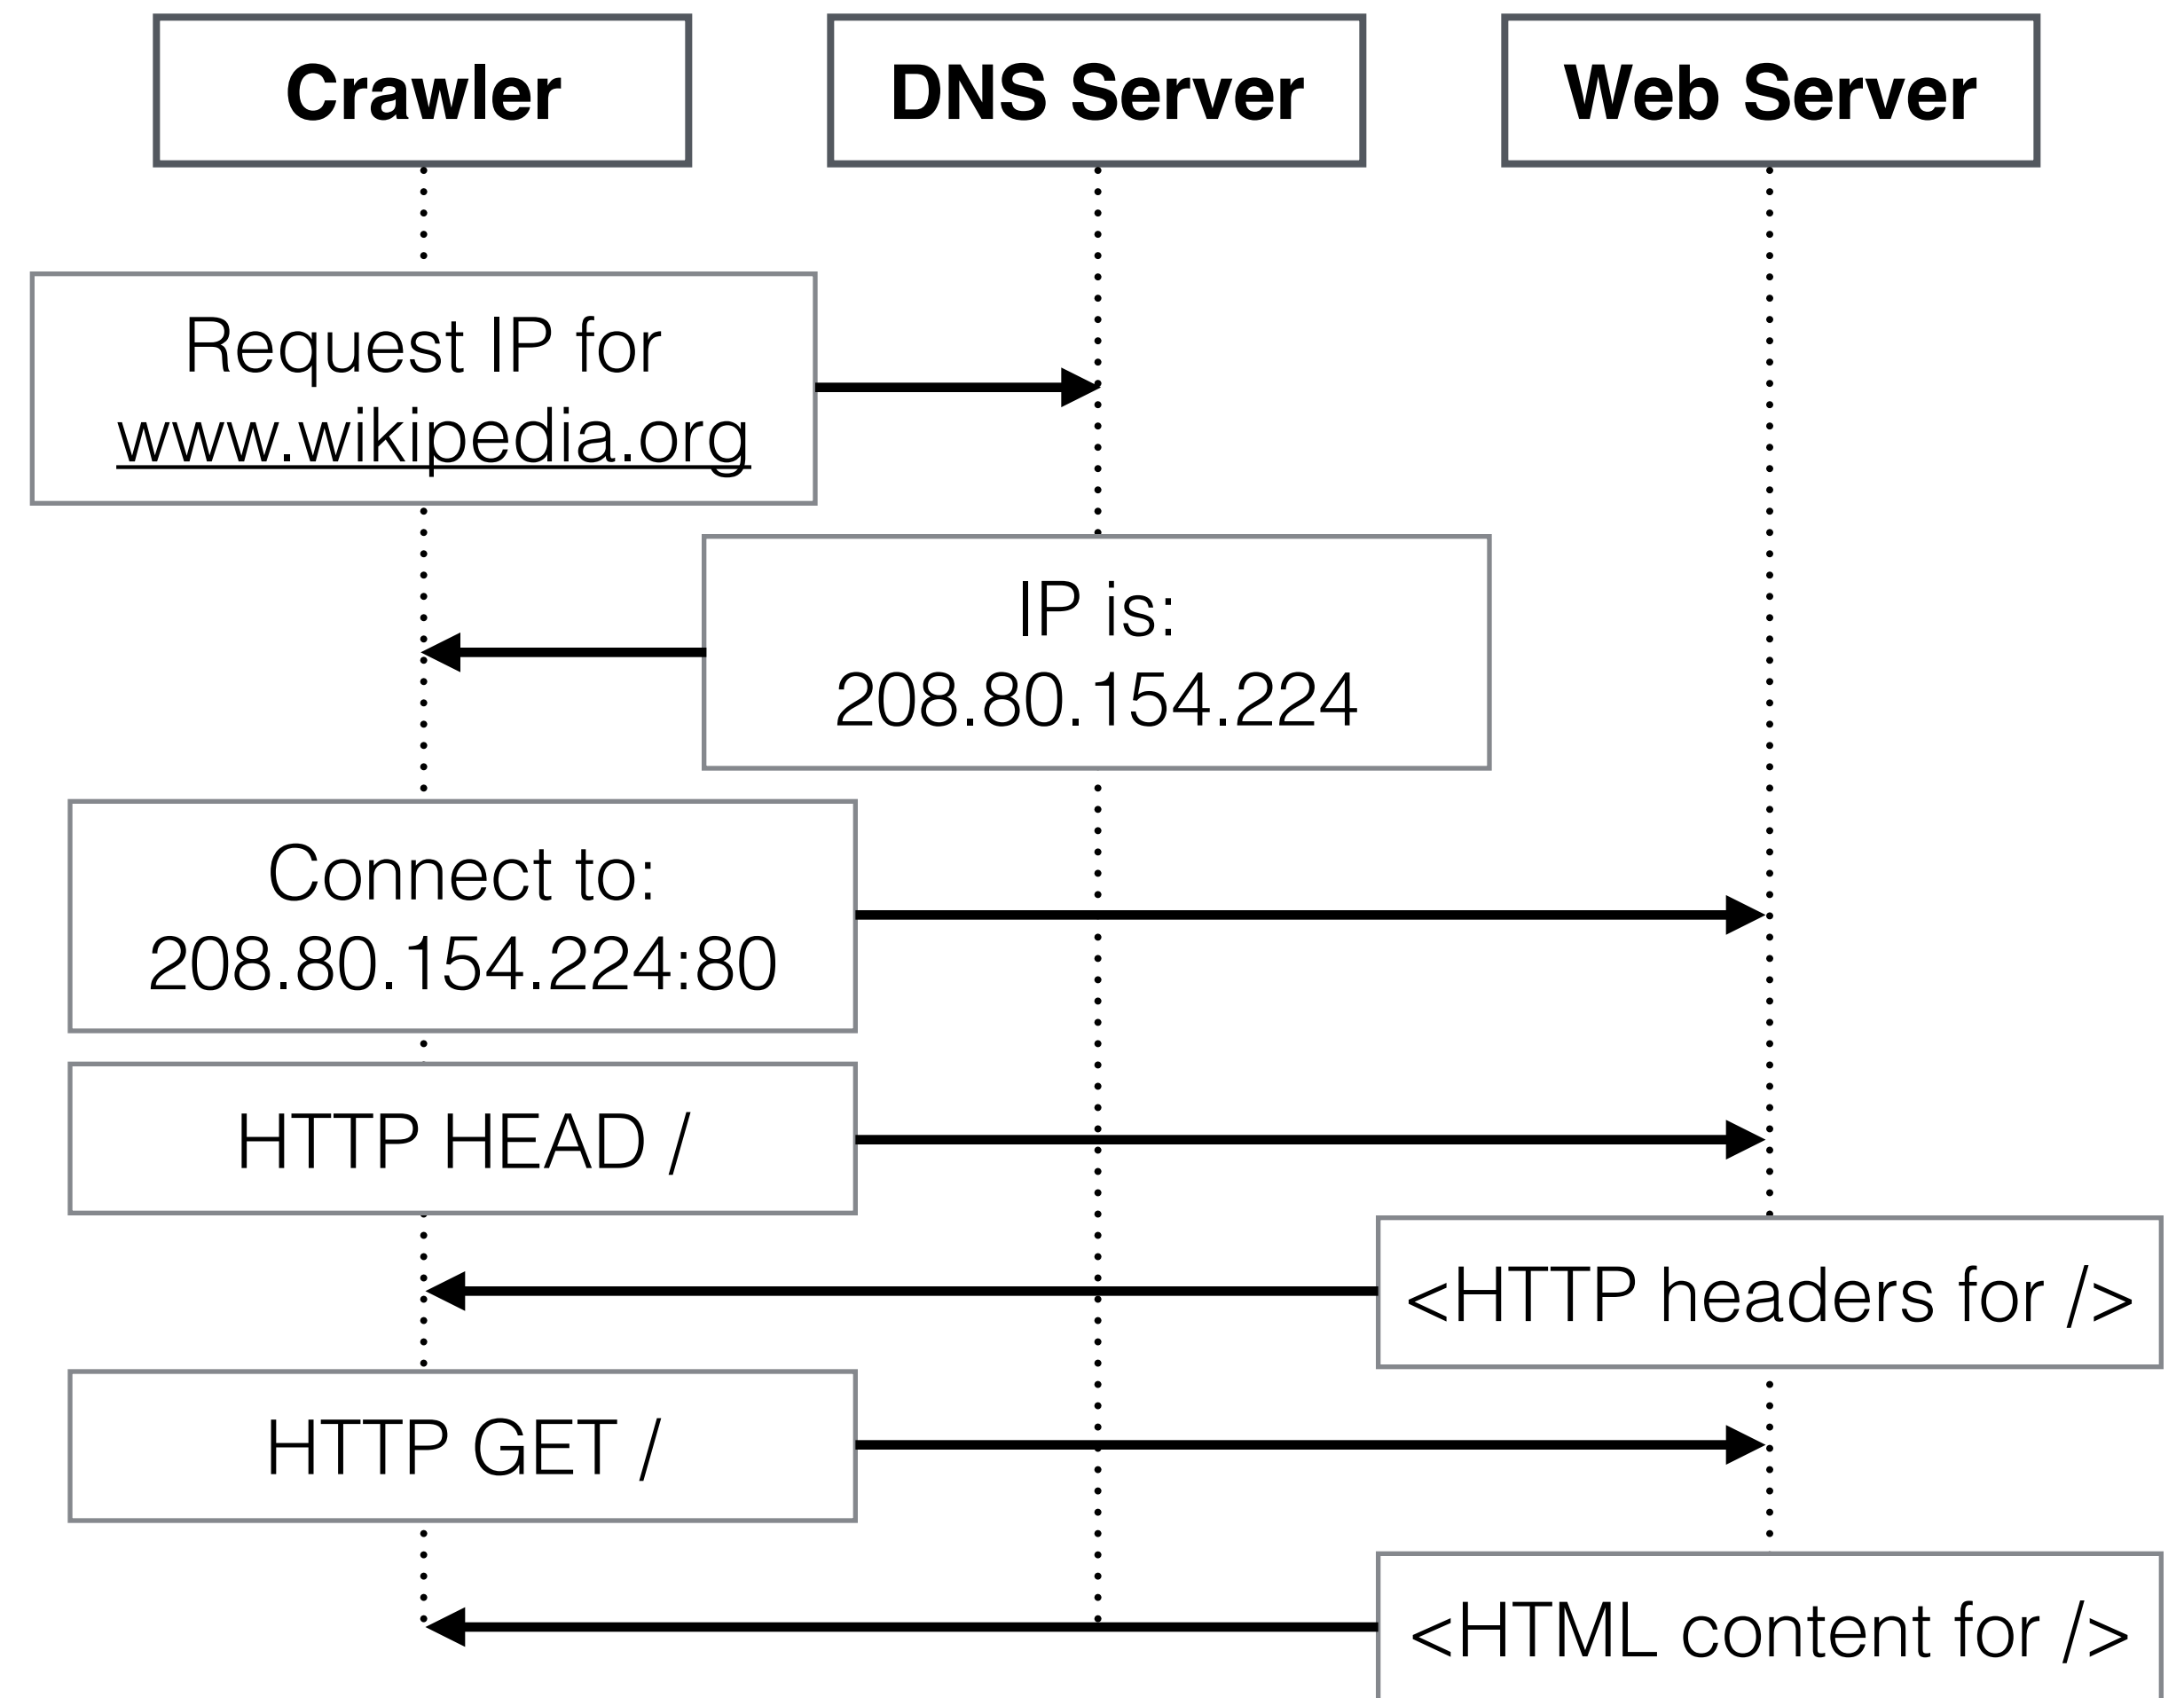 Crawler
DNS Server
Web Server
Request IP for
www.wikipedia.org
IP is:
208.80.154.224
Connect to:
208.80.154.224:80
HTTP HEAD /
<HTTP headers for />
HTTP GET /
<HTML content for />